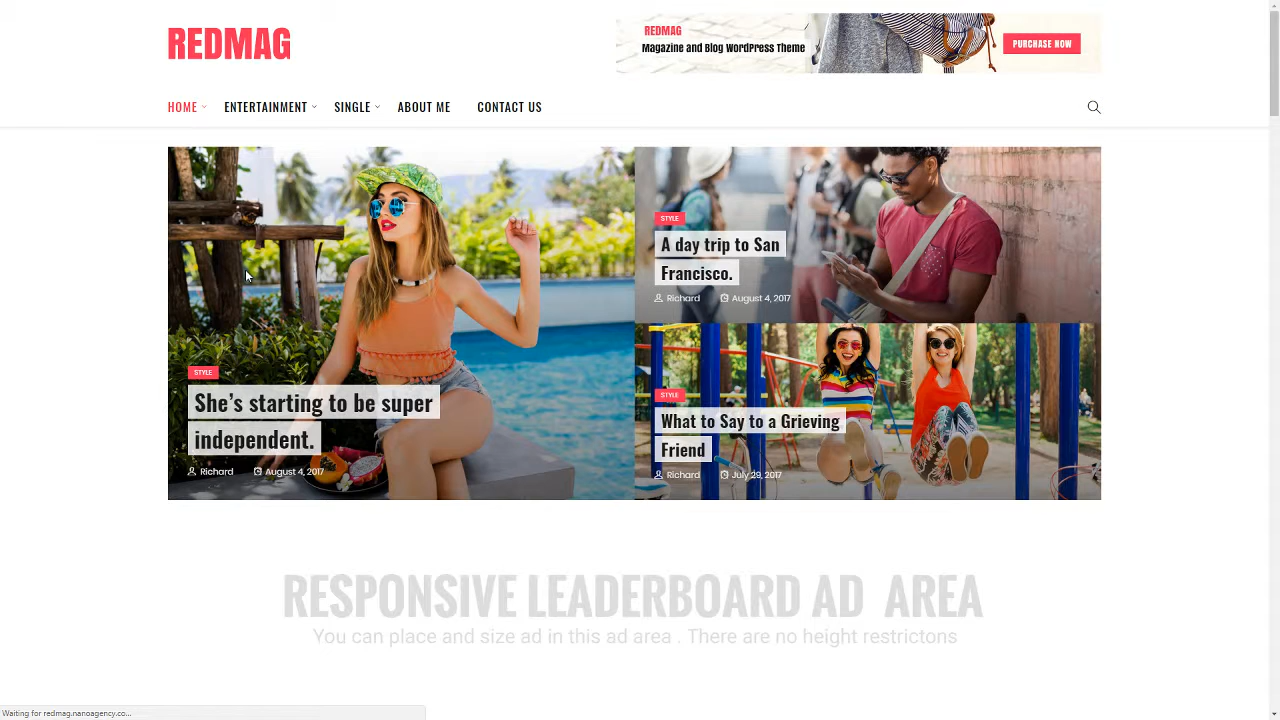 REDMAG
REDMAG
Magazine and Blog WordPress Theme
PURCHASE NOW
HOME ENTERTAINMENT SINGLE ABOUT ME CONTACT US
STYLE
She's starting to be super
independent.
Richard August 4, 2017
STYLE
A day trip to San
Francisco.
Richard August 4, 2017
STYLE
What to Say to a Grieving
Friend
Richard July 29, 2017
RESPONSIVE LEADERBOARD AD AREA
You can place and size ad in this ad area . There are no height restrictons
Waiting for redmag.nanoagency.co...